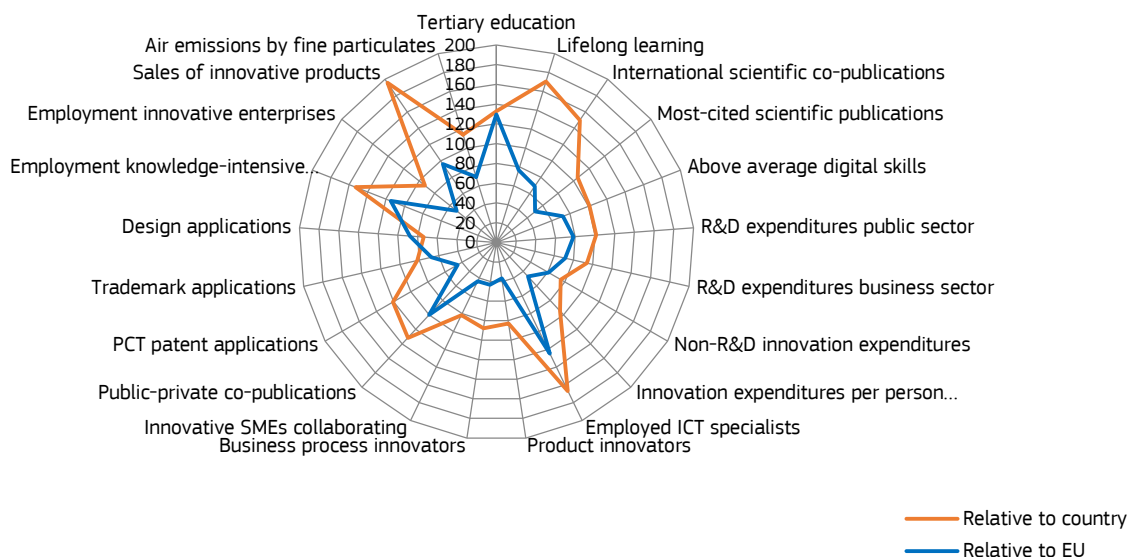 Tertiary education
Lifelong learning
International scientific co-publications
Most-cited scientific publications
Above average digital skills
R&D expenditures public sector
R&D expenditures business sector
Non-R&D innovation expenditures
Innovation expenditures per person...
Employed ICT specialists
Product innovators
Business process innovators
Innovative SMEs collaborating
Public-private co-publications
PCT patent applications
Trademark applications
Design applications
Employment knowledge-intensive...
Employment innovative enterprises
Sales of innovative products
Air emissions by fine particulates
200
180
160
140
120
100
80
60
40
20
0
Relative to country
Relative to EU